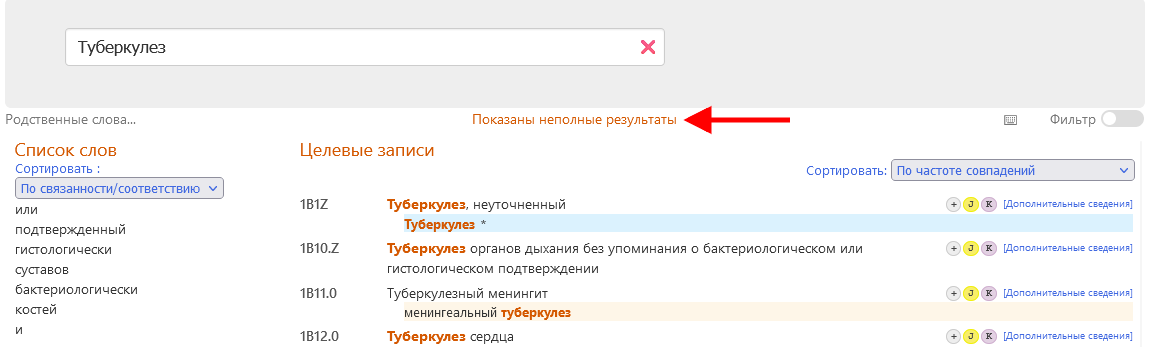 Туберкулез
Родственные слова...
Показаны неполные результаты
Фильтр
Список слов
Сортировать :
По связанности/соответствию
или
подтвержденный
гистологически
суставов
бактериологически
костей
и
Целевые записи
Сортировать: По частоте совпадений
1B1Z Туберкулез, неуточненный + J K [Дополнительные сведения]
Туберкулез *
1B10.Z Туберкулез органов дыхания без упоминания о бактериологическом или + J K [Дополнительные сведения]
гистологическом подтверждении
1B11.0 Туберкулезный менингит + J K [Дополнительные сведения]
менингеальный туберкулез
1B12.0 Туберкулез сердца + J K [Дополнительные сведения]